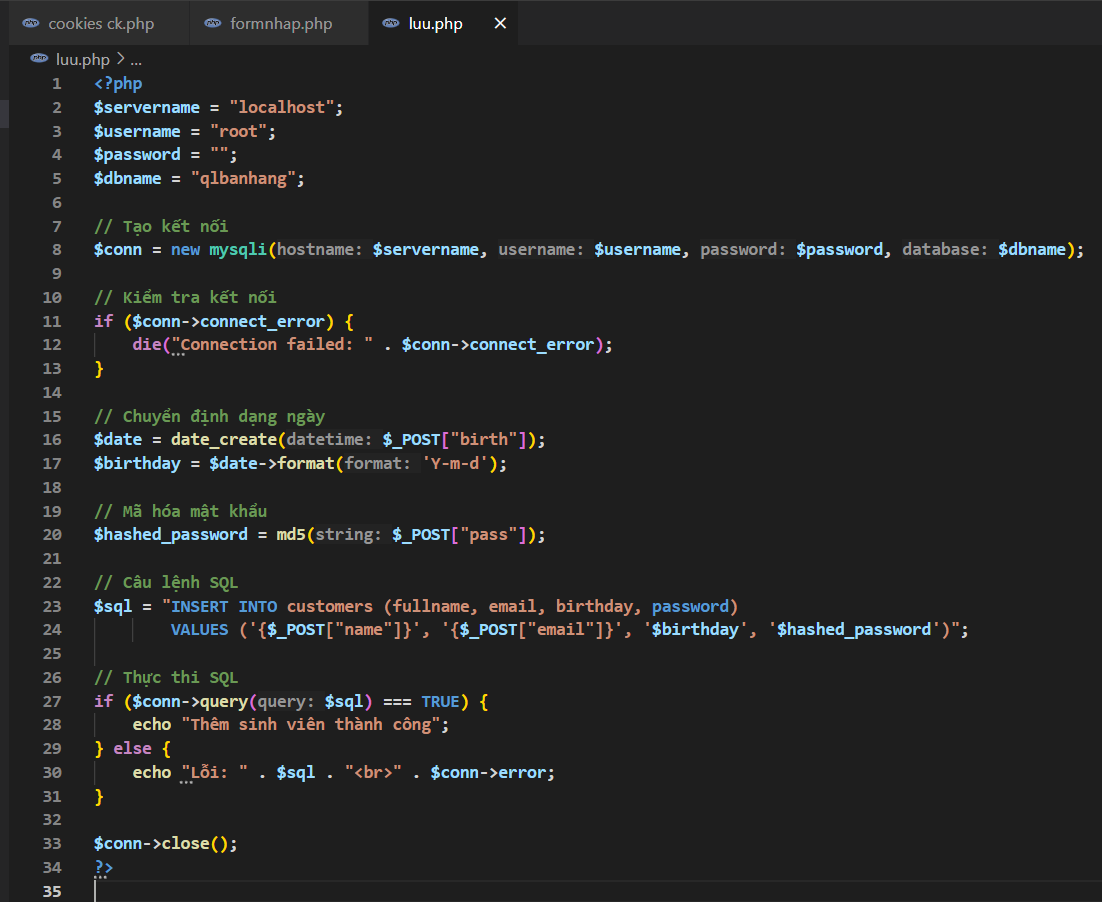 cookies ck.php formnhap.php luu.php ×
luu.php > ...
1 <?php
2 $servername = "localhost";
3 $username = "root";
4 $password = "";
5 $dbname = "qlbanhang";
6
7 // Tạo kết nối
8 $conn = new mysqli(hostname: $servername, username: $username, password: $password, database: $dbname);
9
10 // Kiểm tra kết nối
11 if ($conn->connect_error) {
12     die("Connection failed: " . $conn->connect_error);
13 }
14
15 // Chuyển định dạng ngày
16 $date = date_create(datetime: $_POST["birth"]);
17 $birthday = $date->format(format: 'Y-m-d');
18
19 // Mã hóa mật khẩu
20 $hashed_password = md5(string: $_POST["pass"]);
21
22 // Câu lệnh SQL
23 $sql = "INSERT INTO customers (fullname, email, birthday, password)
24         VALUES ('{$_POST["name"]}', '{$_POST["email"]}', '$birthday', '$hashed_password')";
25
26 // Thực thi SQL
27 if ($conn->query(query: $sql) === TRUE) {
28     echo "Thêm sinh viên thành công";
29 } else {
30     echo "Lỗi: " . $sql . "<br>" . $conn->error;
31 }
32
33 $conn->close();
34 ?>
35